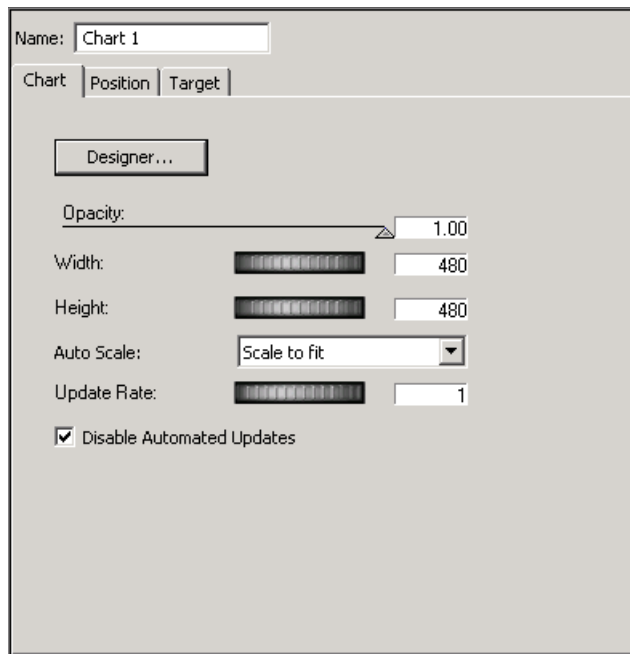 Name: Chart 1
Chart Position Target
Designer...
Opacity: 1.00
Width: 480
Height: 480
Auto Scale: Scale to fit
Update Rate: 1
Disable Automated Updates